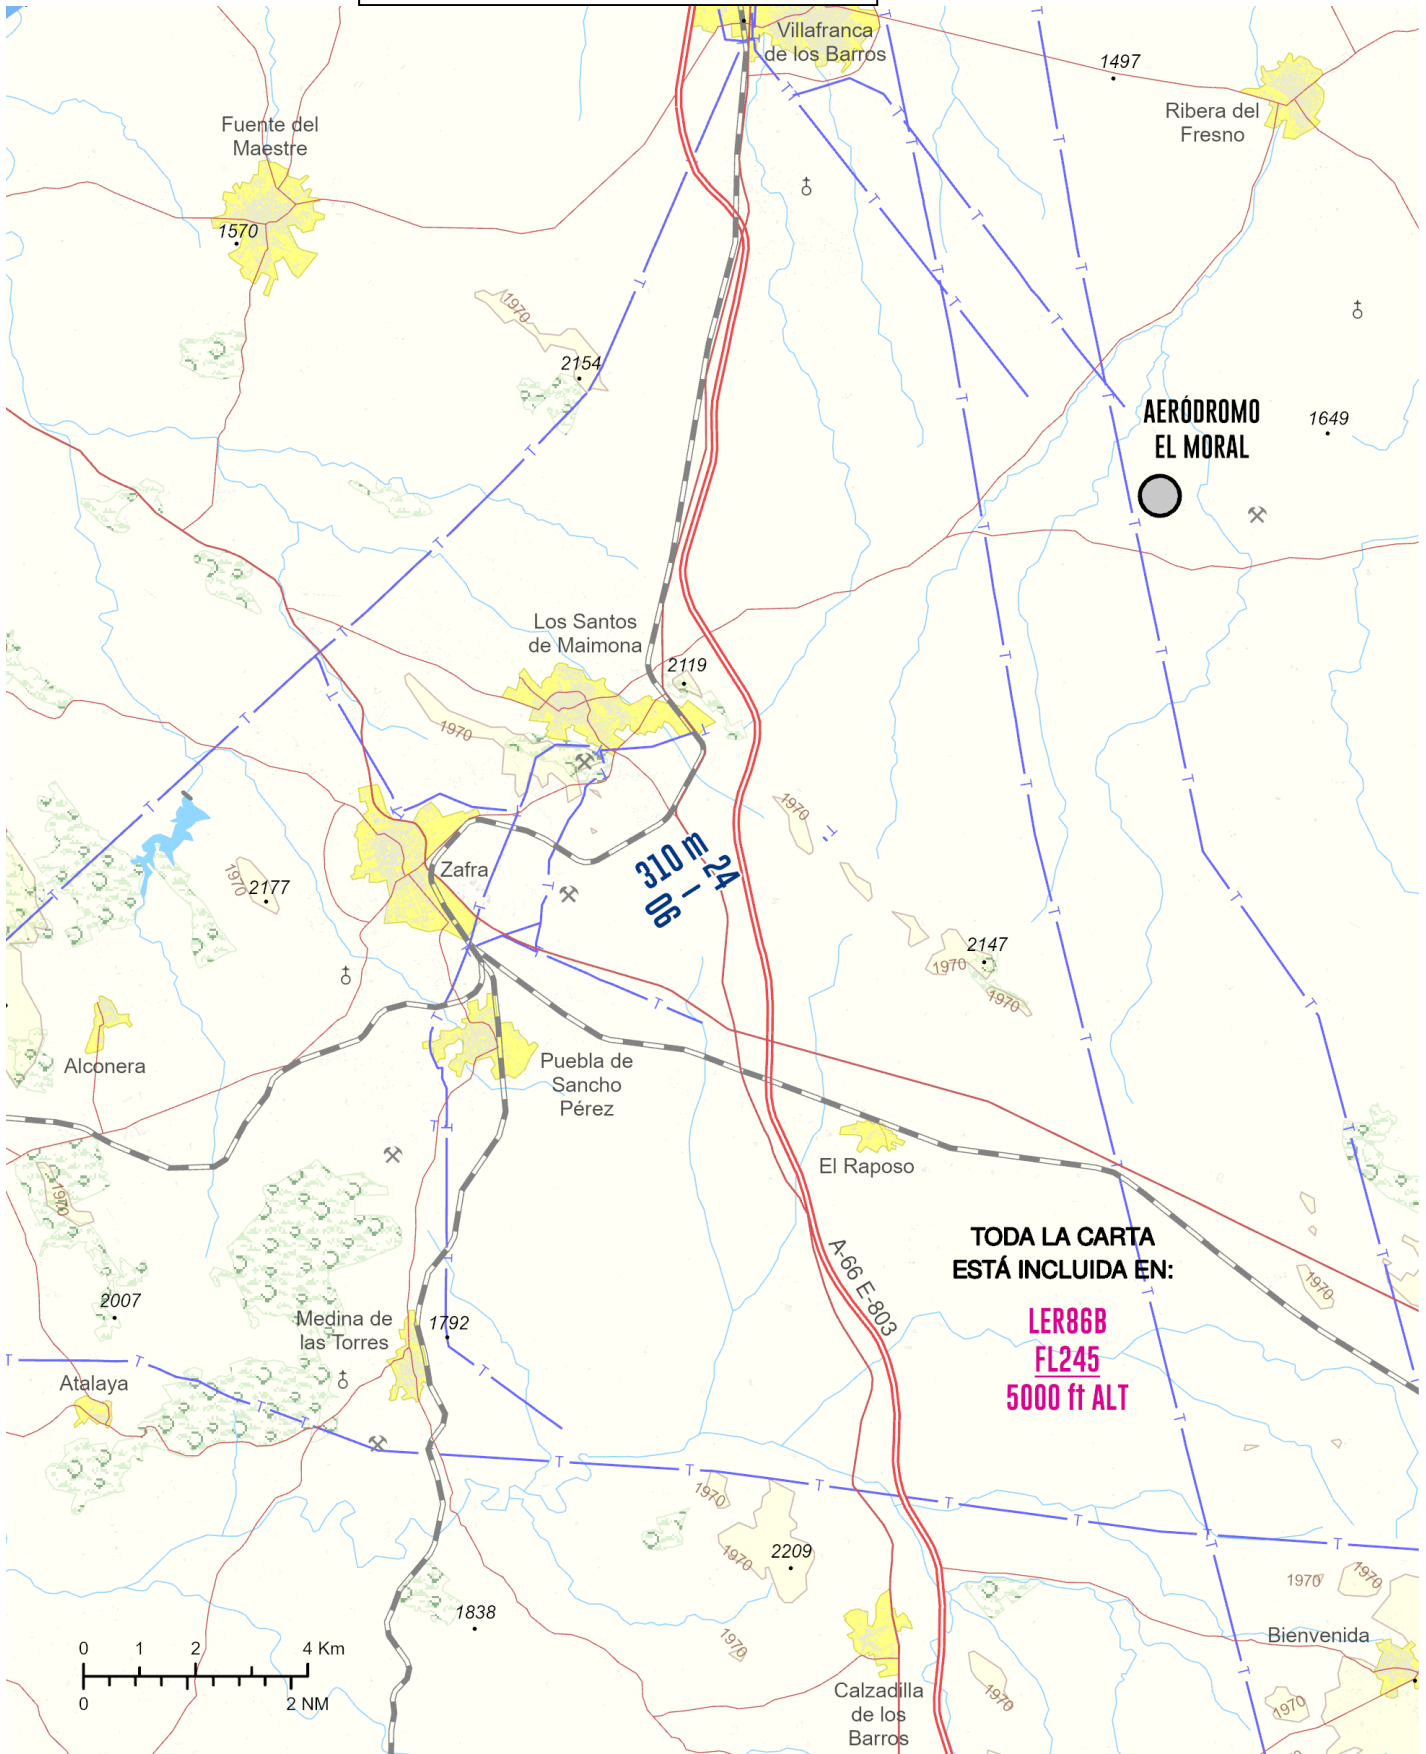 Villafranca
de los Barros
1497
Ribera del
Fresno
Fuente del
Maestre
1570
1970
2154
AERÓDROMO
EL MORAL
1649
Los Santos
de Maimona
2119
1970
1970
Zafra
310 m 24
06
1970
2177
2147
1970
1970
Alconera
Puebla de
Sancho
Pérez
El Raposo
1970
A-66 E-803
TODA LA CARTA
ESTÁ INCLUIDA EN:
LER86B
FL245
5000 ft ALT
1970
2007
Medina de
las Torres
1792
Atalaya
1970
1970
2209
1970
1970
1838
1970
Bienvenida
Calzadilla
de los
Barros
1970
1970
0 1 2 4 Km
0 2 NM